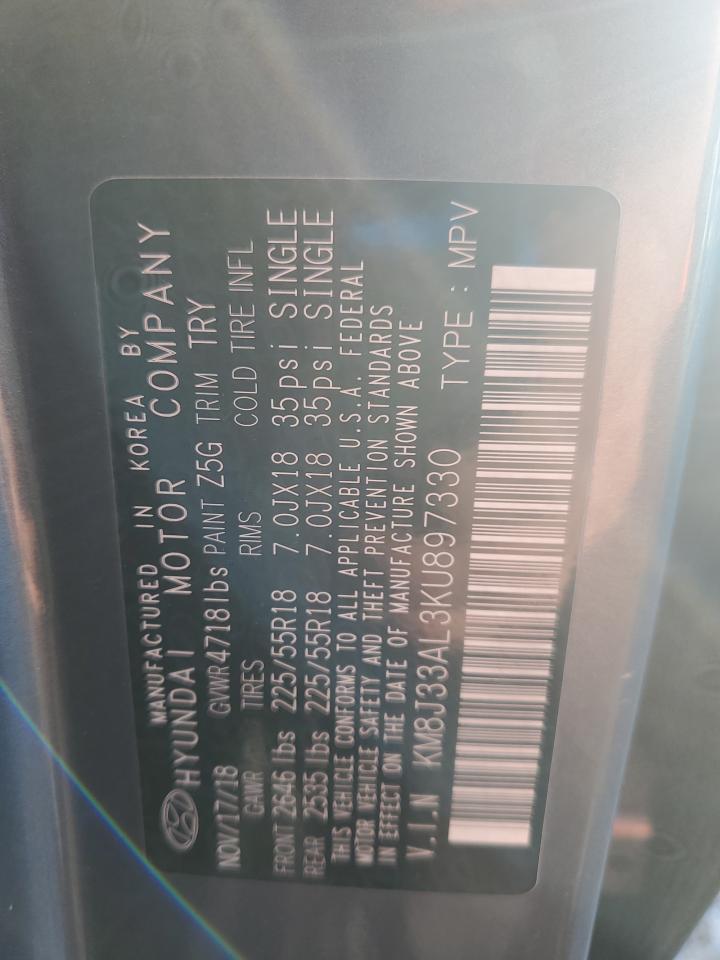 MANUFACTURED IN KOREA BY
HYUNDAI MOTOR COMPANY
NOV/17/18 GVWR 4718 lbs PAINT Z5G TRIM TRY
GAWR TIRES RIMS COLD TIRE INFL
FRONT 2646 lbs 225/55R18 7.0JX18 35psi SINGLE
REAR 2535 lbs 225/55R18 7.0JX18 35psi SINGLE
THIS VEHICLE CONFORMS TO ALL APPLICABLE U.S.A. FEDERAL
MOTOR VEHICLE SAFETY AND THEFT PREVENTION STANDARDS
IN EFFECT ON THE DATE OF MANUFACTURE SHOWN ABOVE
V.I.N KM8J33AL3KU897330 TYPE : MPV